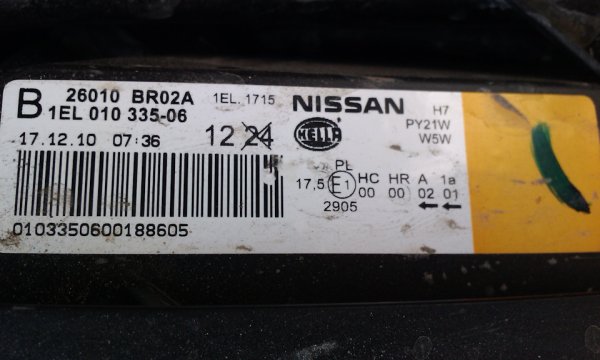 B 26010 BR02A 1EL. 1715 NISSAN H7
1EL 010 335-06 PY21W
17.12.10 07:36 12 24 HELLA W5W
PL
17,5 E1 HC HR A 1a
00 00 02 01
2905
0103350600188605